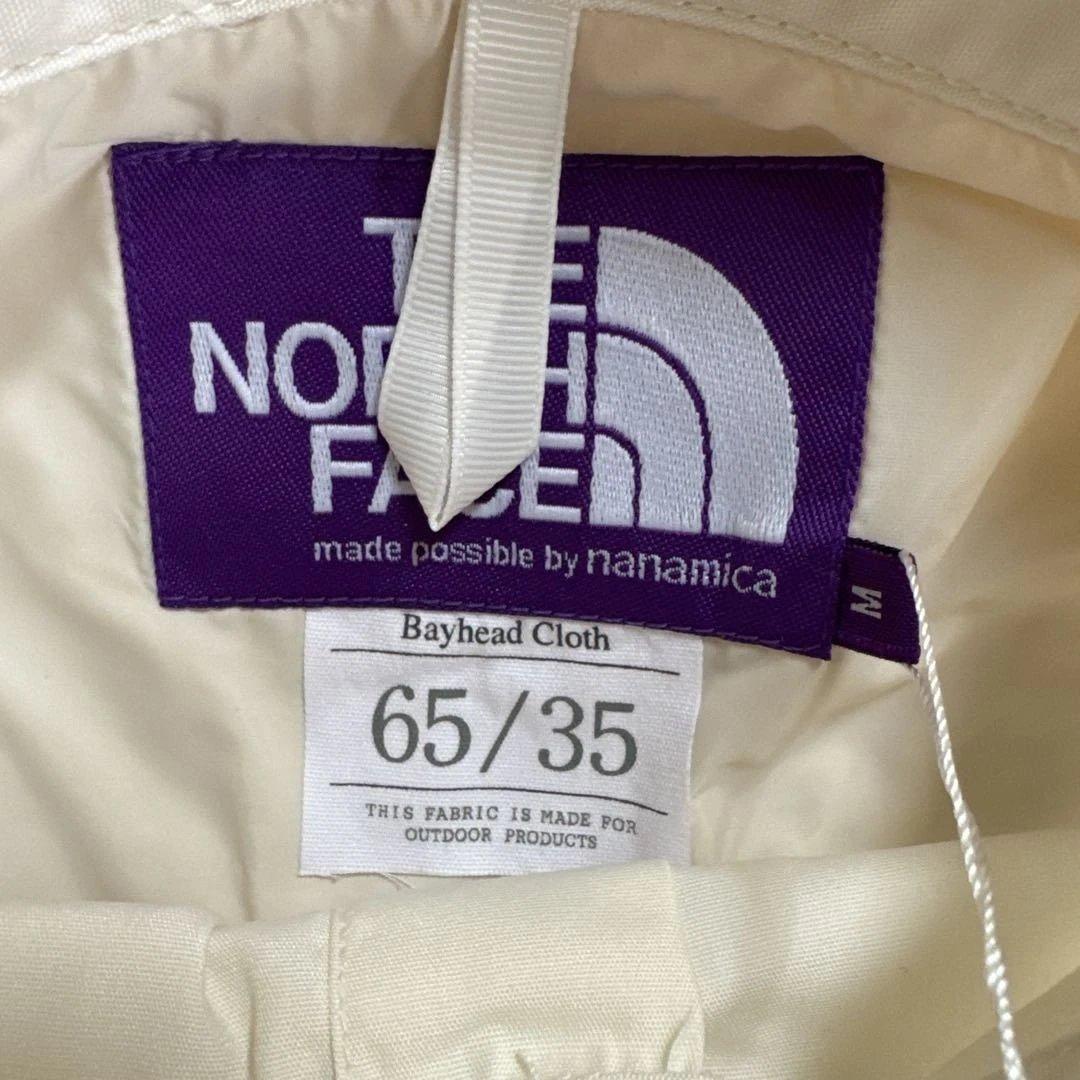 THE
NORTH
FACE
made possible by nanamica
M
Bayhead Cloth
65/35
THIS FABRIC IS MADE FOR
OUTDOOR PRODUCTS